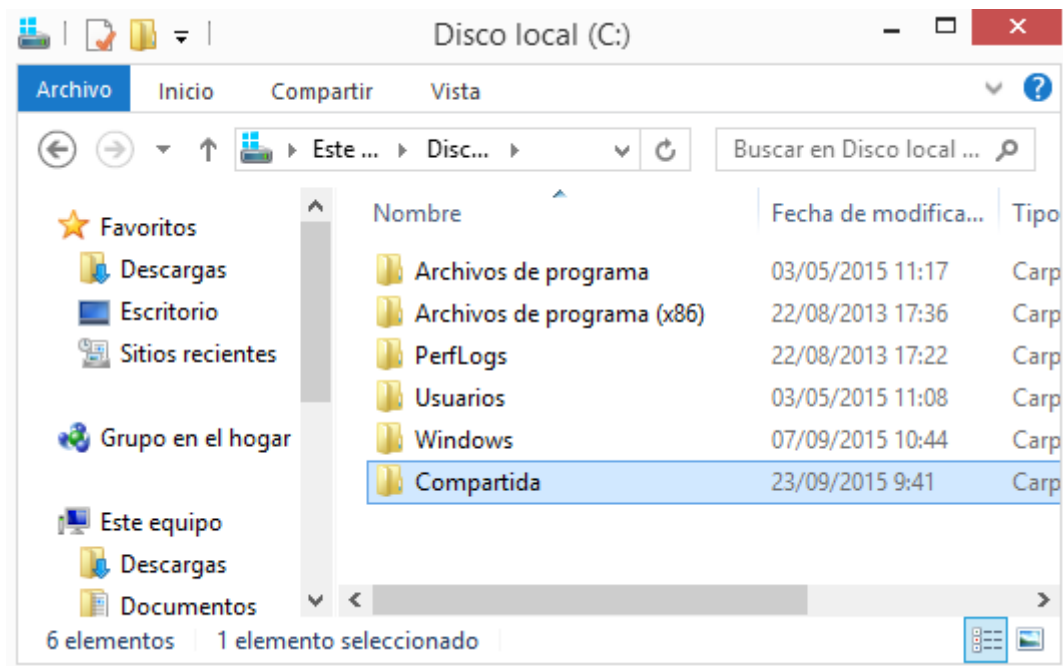 Disco local (C:)
Archivo Inicio Compartir Vista
Este ... Disc... Buscar en Disco local ...
Favoritos
Descargas
Escritorio
Sitios recientes
Grupo en el hogar
Este equipo
Descargas
Documentos
Nombre Fecha de modifica... Tipo
Archivos de programa 03/05/2015 11:17 Carp
Archivos de programa (x86) 22/08/2013 17:36 Carp
PerfLogs 22/08/2013 17:22 Carp
Usuarios 03/05/2015 11:08 Carp
Windows 07/09/2015 10:44 Carp
Compartida 23/09/2015 9:41 Carp
6 elementos 1 elemento seleccionado